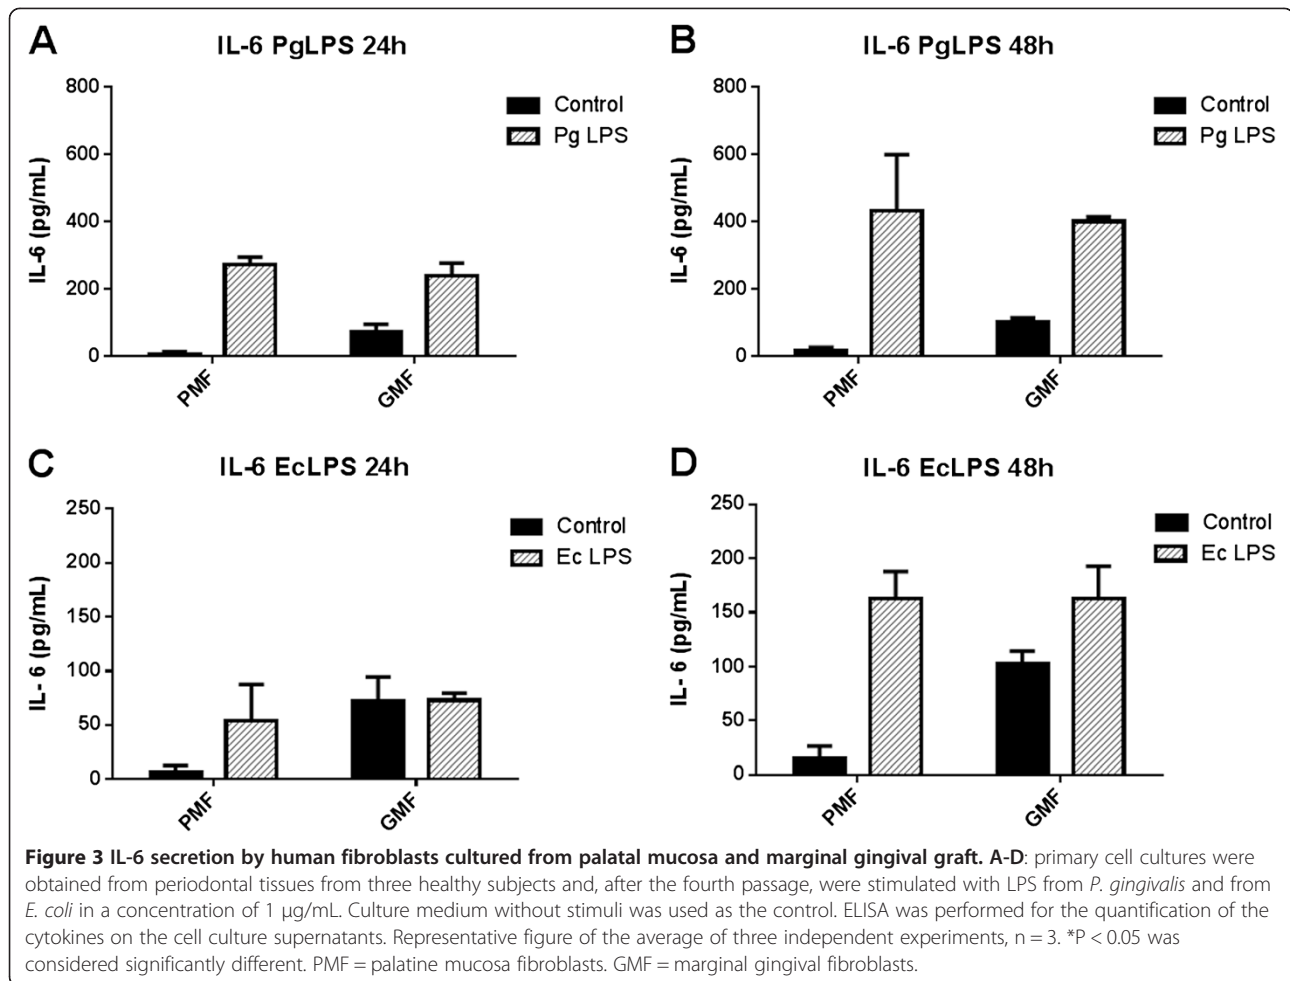 A
IL-6 PgLPS 24h
800
600
400
200
0
IL-6 (pg/mL)
Control
Pg LPS
PMF
GMF
B
IL-6 PgLPS 48h
800
600
400
200
0
IL-6 (pg/mL)
Control
Pg LPS
PMF
GMF
C
IL-6 EcLPS 24h
250
200
150
100
50
0
IL- 6 (pg/mL)
Control
Ec LPS
PMF
GMF
D
IL-6 EcLPS 48h
250
200
150
100
50
0
IL- 6 (pg/mL)
Control
Ec LPS
PMF
GMF
Figure 3 IL-6 secretion by human fibroblasts cultured from palatal mucosa and marginal gingival graft. A-D: primary cell cultures were
obtained from periodontal tissues from three healthy subjects and, after the fourth passage, were stimulated with LPS from P. gingivalis and from
E. coli in a concentration of 1 μg/mL. Culture medium without stimuli was used as the control. ELISA was performed for the quantification of the
cytokines on the cell culture supernatants. Representative figure of the average of three independent experiments, n = 3. *P < 0.05 was
considered significantly different. PMF = palatine mucosa fibroblasts. GMF = marginal gingival fibroblasts.